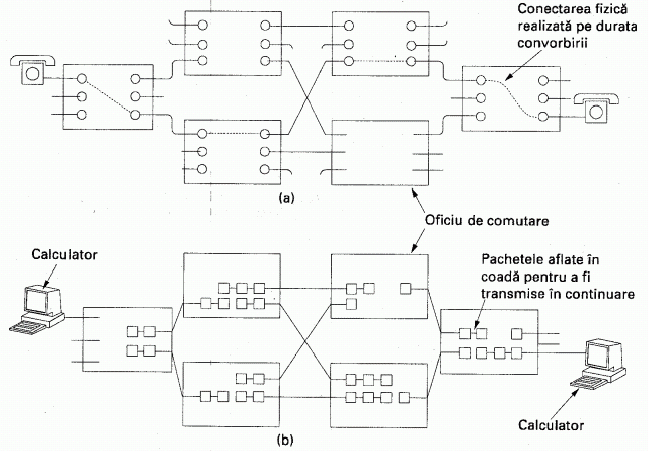 Conectarea fizică
realizată pe durata
convorbirii
(a)
Oficiu de comutare
Calculator
Pachetele aflate în
coadă pentru a fi
transmise în continuare
Calculator
(b)